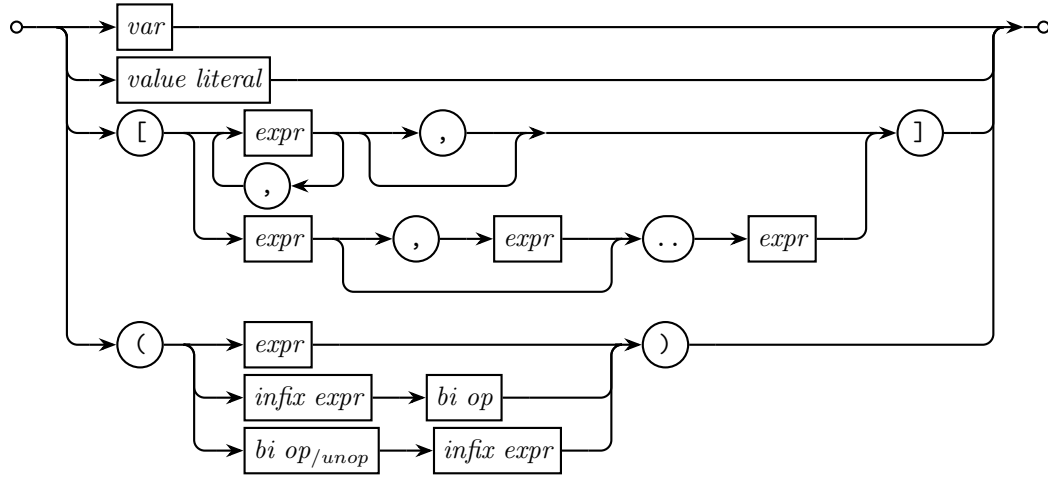 var
value literal
[ expr , ]
,
expr , expr .. expr
( expr )
infix expr bi op
bi op/unop infix expr